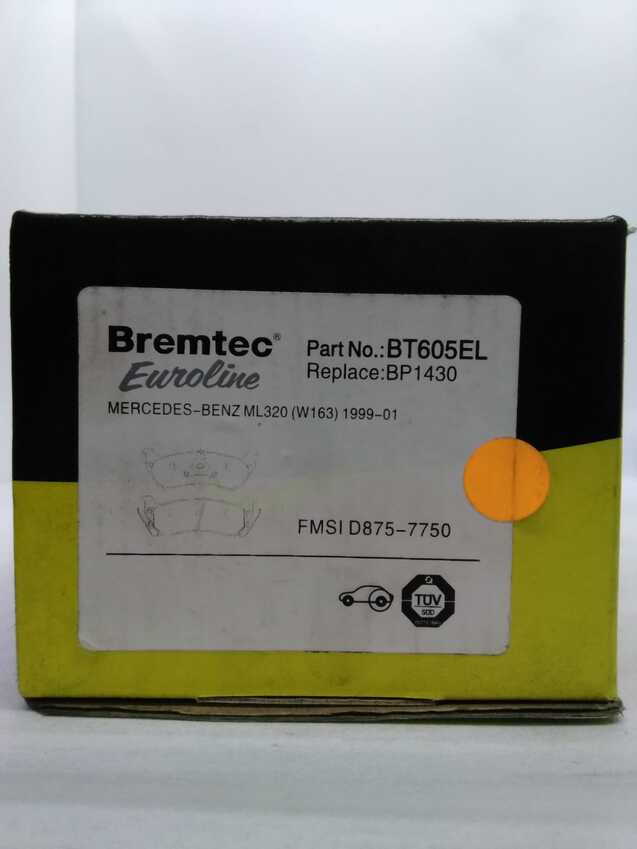 Bremtec®
Euroline
Part No.:BT605EL
Replace:BP1430
MERCEDES-BENZ ML320 (W163) 1999-01
FMSI D875-7750
TÜV
SÜD